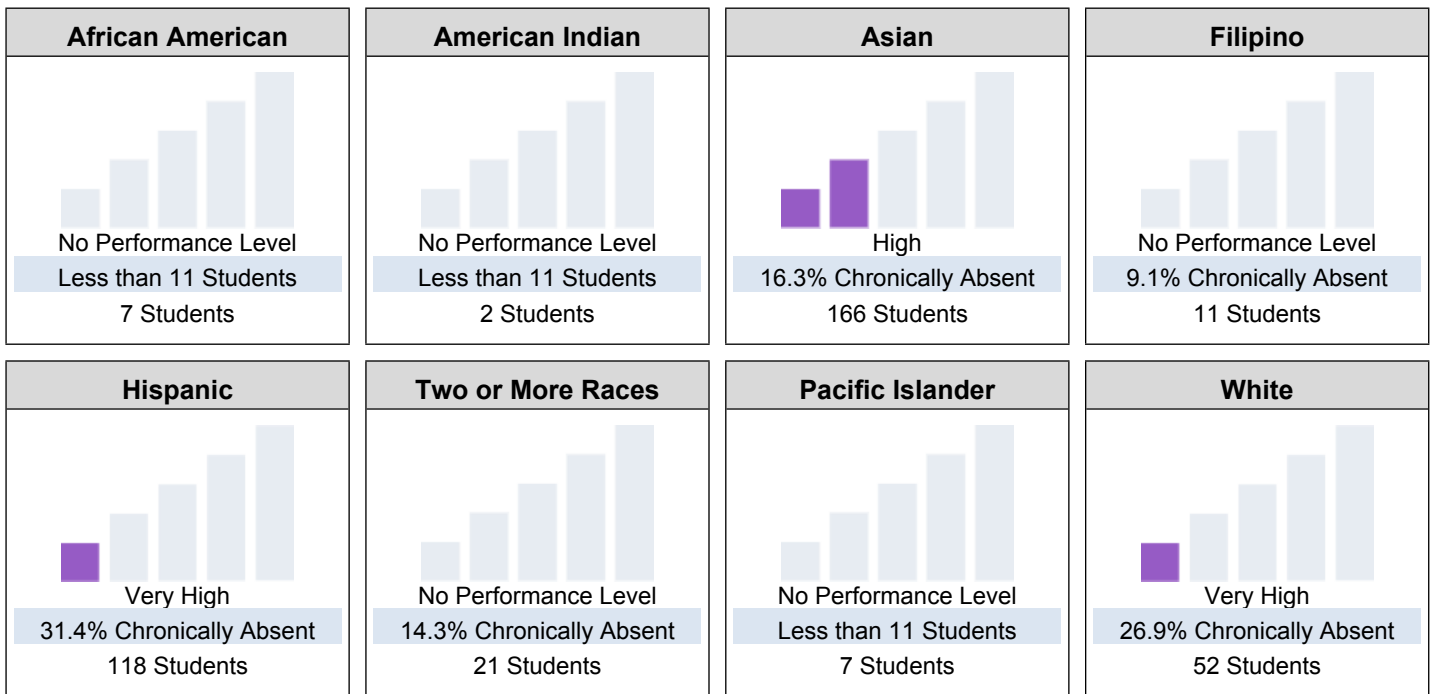 African American
No Performance Level
Less than 11 Students
7 Students
American Indian
No Performance Level
Less than 11 Students
2 Students
Asian
High
16.3% Chronically Absent
166 Students
Filipino
No Performance Level
9.1% Chronically Absent
11 Students
Hispanic
Very High
31.4% Chronically Absent
118 Students
Two or More Races
No Performance Level
14.3% Chronically Absent
21 Students
Pacific Islander
No Performance Level
Less than 11 Students
7 Students
White
Very High
26.9% Chronically Absent
52 Students